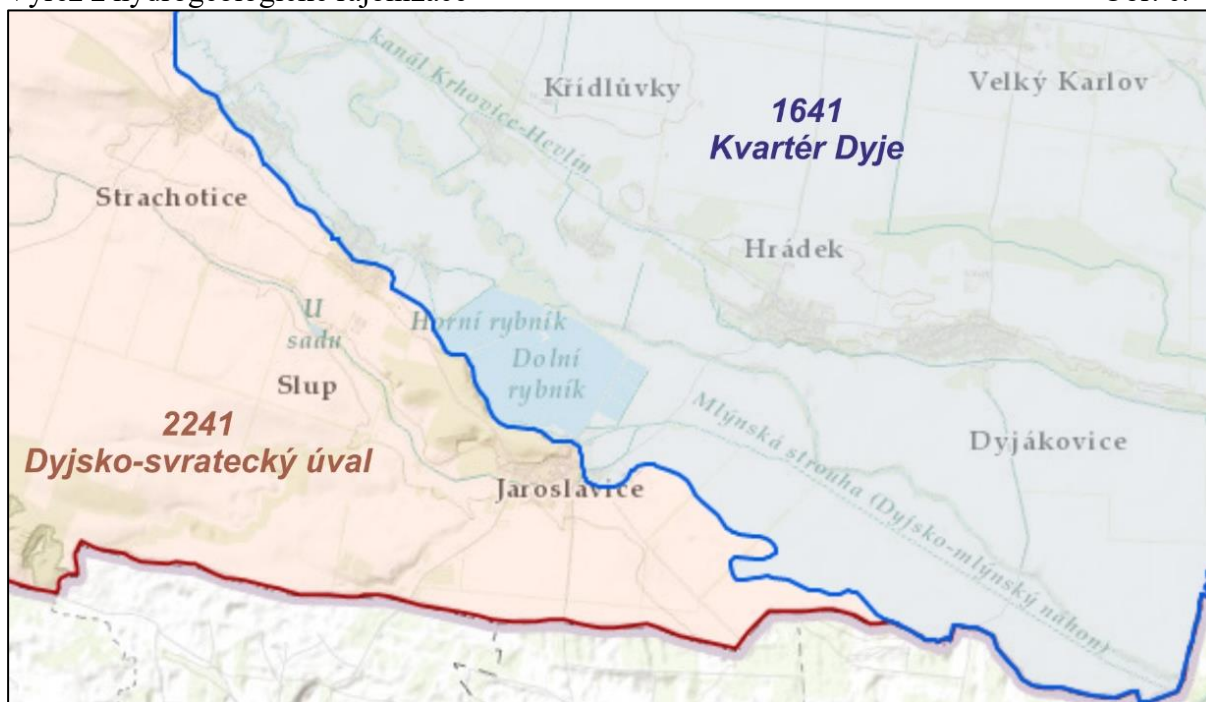 kanál Krhovice-Hevlín
Křídlůvky
Velký Karlov
1641
Kvartér Dyje
Strachotice
Hrádek
U
sadu
Horní rybník
Dolní
rybník
Slup
Mlýnská strouha (Dyjsko-mlýnský náhon)
2241
Dyjsko-svratecký úval
Dyjákovice
Jaroslavice